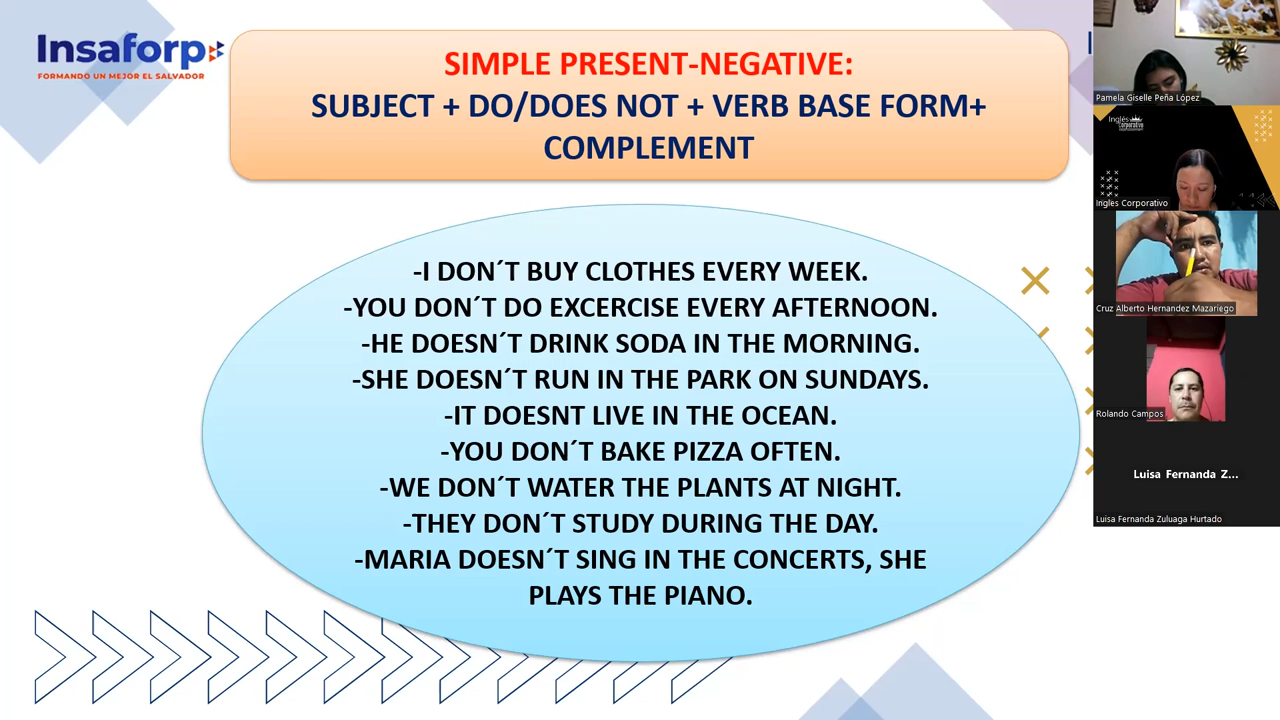 Insaforp
FORMANDO UN MEJOR EL SALVADOR
SIMPLE PRESENT-NEGATIVE:
SUBJECT + DO/DOES NOT + VERB BASE FORM+
COMPLEMENT
-I DON´T BUY CLOTHES EVERY WEEK.
-YOU DON´T DO EXCERCISE EVERY AFTERNOON.
-HE DOESN´T DRINK SODA IN THE MORNING.
-SHE DOESN´T RUN IN THE PARK ON SUNDAYS.
-IT DOESNT LIVE IN THE OCEAN.
-YOU DON´T BAKE PIZZA OFTEN.
-WE DON´T WATER THE PLANTS AT NIGHT.
-THEY DON´T STUDY DURING THE DAY.
-MARIA DOESN´T SING IN THE CONCERTS, SHE
PLAYS THE PIANO.
Pamela Giselle Peña López
Inglés
Corporativo
Ingles Corporativo
Cruz Alberto Hernandez Mazariego
Rolando Campos
Luisa Fernanda Z...
Luisa Fernanda Zuluaga Hurtado